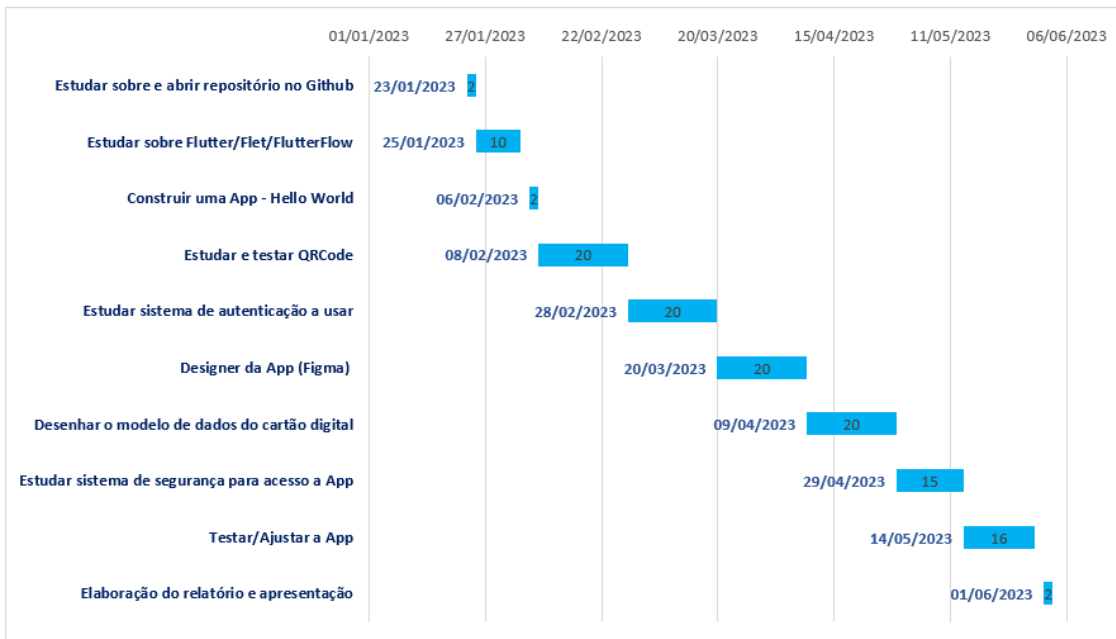 01/01/2023 27/01/2023 22/02/2023 20/03/2023 15/04/2023 11/05/2023 06/06/2023
Estudar sobre e abrir repositório no Github 23/01/2023 2
Estudar sobre Flutter/Flet/FlutterFlow 25/01/2023 10
Construir uma App - Hello World 06/02/2023 2
Estudar e testar QRCode 08/02/2023 20
Estudar sistema de autenticação a usar 28/02/2023 20
Designer da App (Figma) 20/03/2023 20
Desenhar o modelo de dados do cartão digital 09/04/2023 20
Estudar sistema de segurança para acesso a App 29/04/2023 15
Testar/Ajustar a App 14/05/2023 16
Elaboração do relatório e apresentação 01/06/2023 2